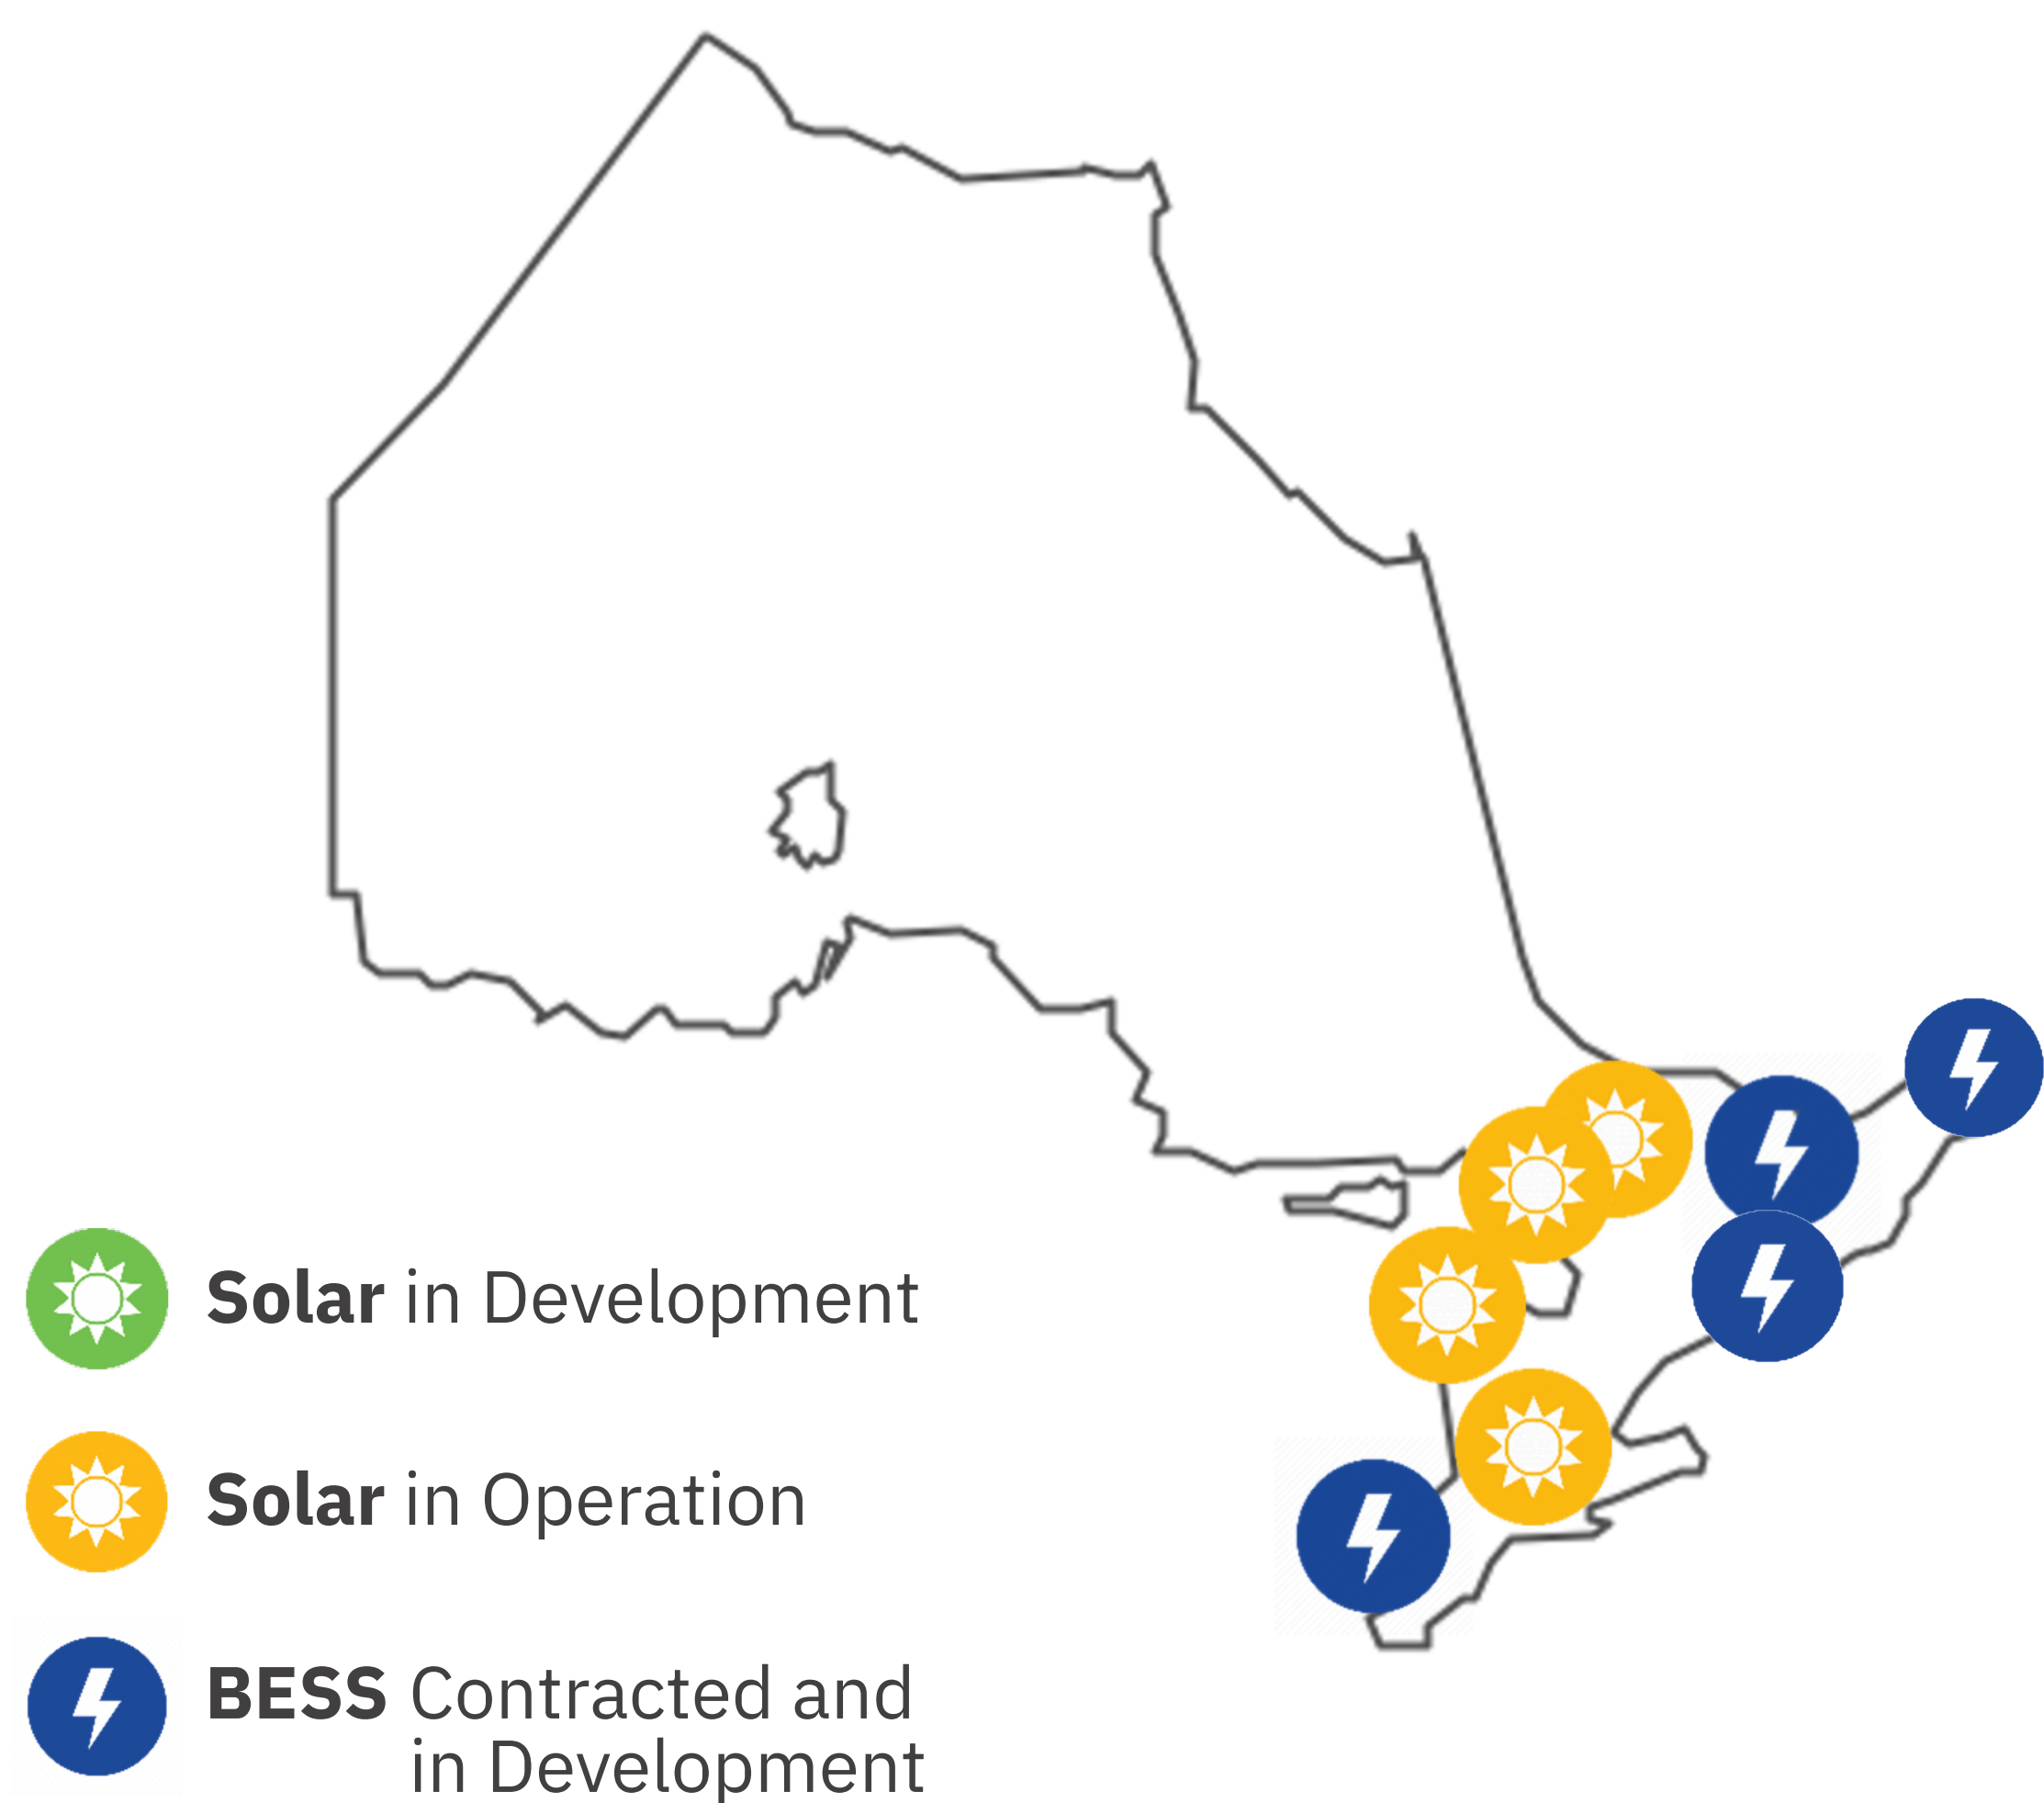 Solar in Development
Solar in Operation
BESS Contracted and
in Development